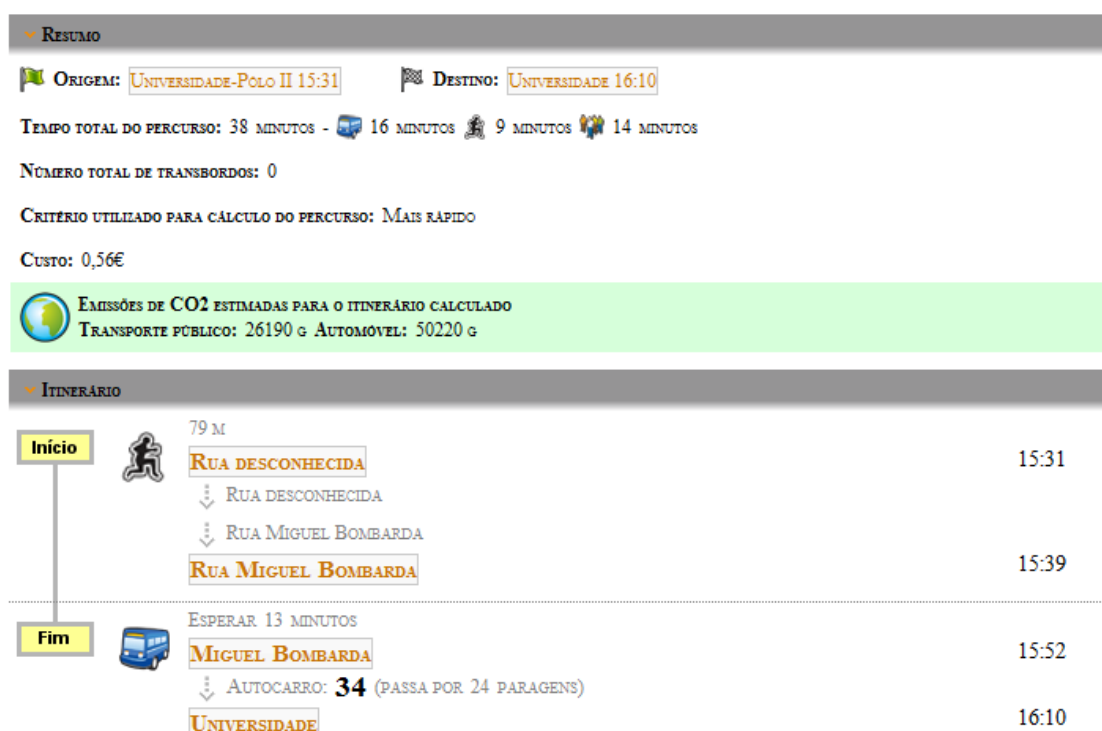 Resumo
Origem: Universidade-Pólo II 15:31 Destino: Universidade 16:10
Tempo total do percurso: 38 minutos - 16 minutos 9 minutos 14 minutos
Número total de transbordos: 0
Critério utilizado para cálculo do percurso: Mais rápido
Custo: 0,56€
Emissões de CO2 estimadas para o itinerário calculado
Transporte público: 26190 g Automóvel: 50220 g
Itinerário
79 m
Início
Rua desconhecida 15:31
Rua desconhecida
Rua Miguel Bombarda
Rua Miguel Bombarda 15:39
Esperar 13 minutos
Fim
Miguel Bombarda 15:52
Autocarro: 34 (passa por 24 paragens)
Universidade 16:10